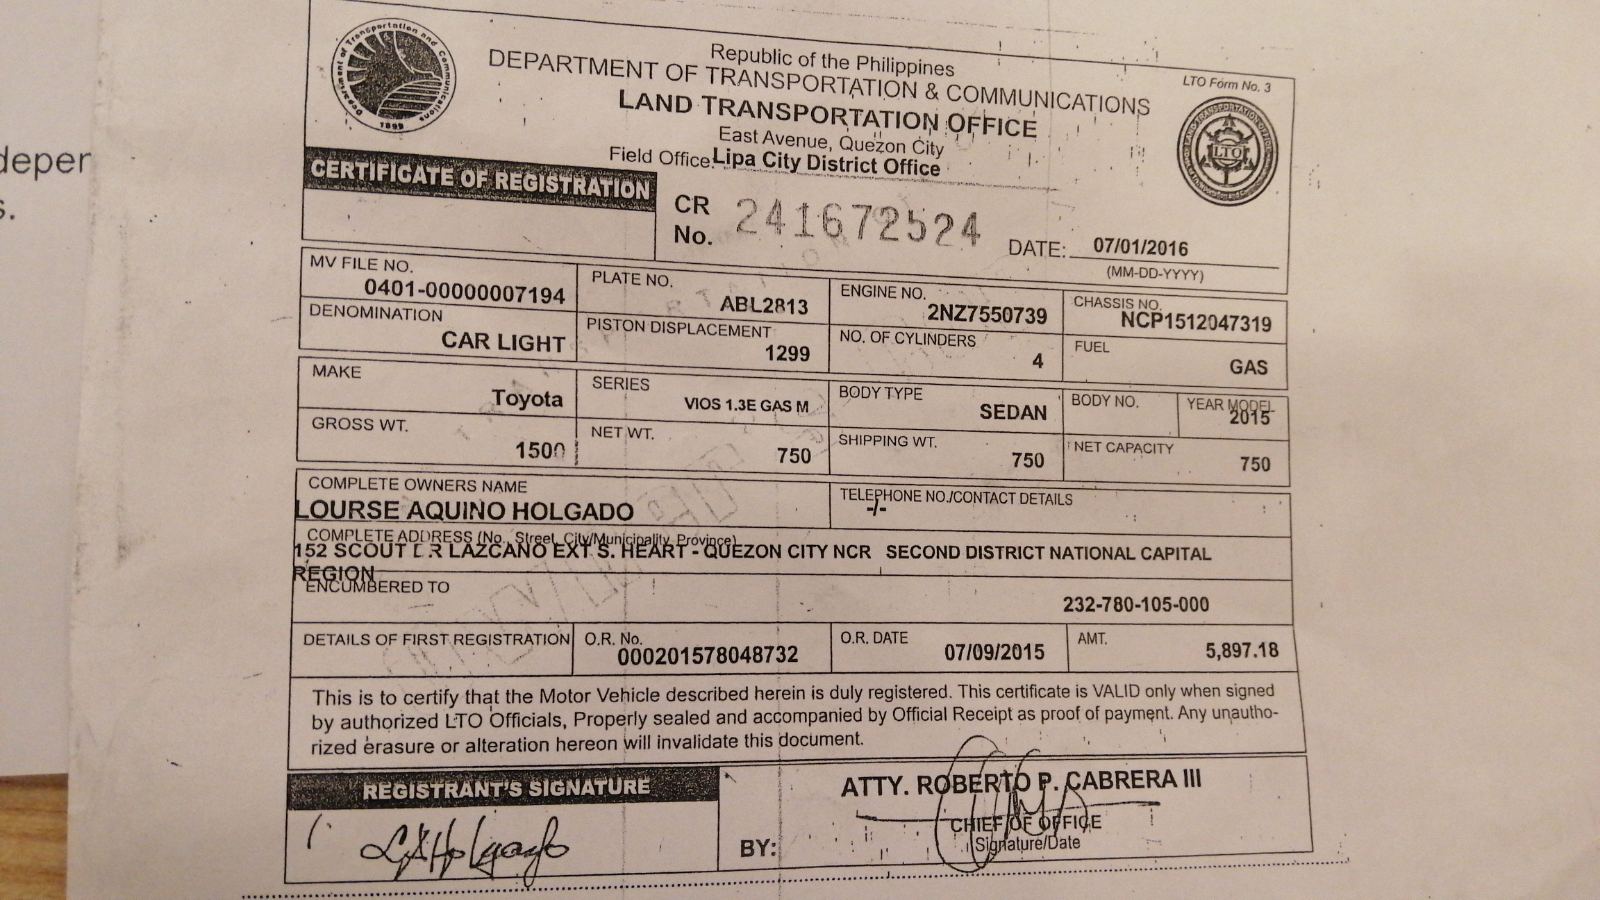 deper
s.
Republic of the Philippines
DEPARTMENT OF TRANSPORTATION & COMMUNICATIONS
LTO Form No. 3
LAND TRANSPORTATION OFFICE
East Avenue, Quezon City
Field Office: Lipa City District Office
Department of Transportation and Communications
1899
LTO
CERTIFICATE OF REGISTRATION
CR No. 241672524
DATE: 07/01/2016
(MM-DD-YYYY)
MV FILE NO. PLATE NO. ENGINE NO. CHASSIS NO.
0401-00000007194 ABL2813 2NZ7550739 NCP1512047319
DENOMINATION PISTON DISPLACEMENT NO. OF CYLINDERS FUEL
CAR LIGHT 1299 4 GAS
MAKE SERIES BODY TYPE BODY NO. YEAR MODEL
Toyota VIOS 1.3E GAS M SEDAN 2015
GROSS WT. NET WT. SHIPPING WT. NET CAPACITY
1500 750 750 750
COMPLETE OWNERS NAME TELEPHONE NO./CONTACT DETAILS
LOURSE AQUINO HOLGADO -/-
COMPLETE ADDRESS (No., Street, City/Municipality, Province)
152 SCOUT DR LAZCANO EXT S. HEART - QUEZON CITY NCR SECOND DISTRICT NATIONAL CAPITAL
REGION
ENCUMBERED TO
232-780-105-000
DETAILS OF FIRST REGISTRATION O.R. No. O.R. DATE AMT.
000201578048732 07/09/2015 5,897.18
This is to certify that the Motor Vehicle described herein is duly registered. This certificate is VALID only when signed
by authorized LTO Officials, Properly sealed and accompanied by Official Receipt as proof of payment. Any unautho-
rized erasure or alteration hereon will invalidate this document.
REGISTRANT'S SIGNATURE
ATTY. ROBERTO P. CABRERA III
CHIEF OF OFFICE
BY: Signature/Date